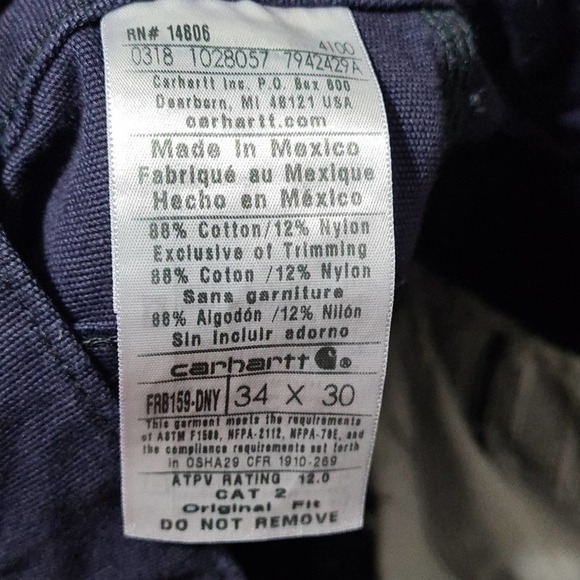 RN# 14806
4100
0318 1028057 7942429A
Carhartt Inc. P.O. Box 600
Dearborn, MI 48121 USA
carhartt.com
Made in Mexico
Fabriqué au Mexique
Hecho en México
88% Cotton/12% Nylon
Exclusive of Trimming
88% Coton /12% Nylon
Sans garniture
88% Algodón /12% Nilón
Sin incluir adorno
carhartt ®
FRB159-DNY 34 X 30
This garment meets the requirements
of ASTM F1506, NFPA-2112, NFPA-70E, and
the compliance requirements set forth
in OSHA29 CFR 1910-269
ATPV RATING 12.0
CAT 2
Original Fit
DO NOT REMOVE